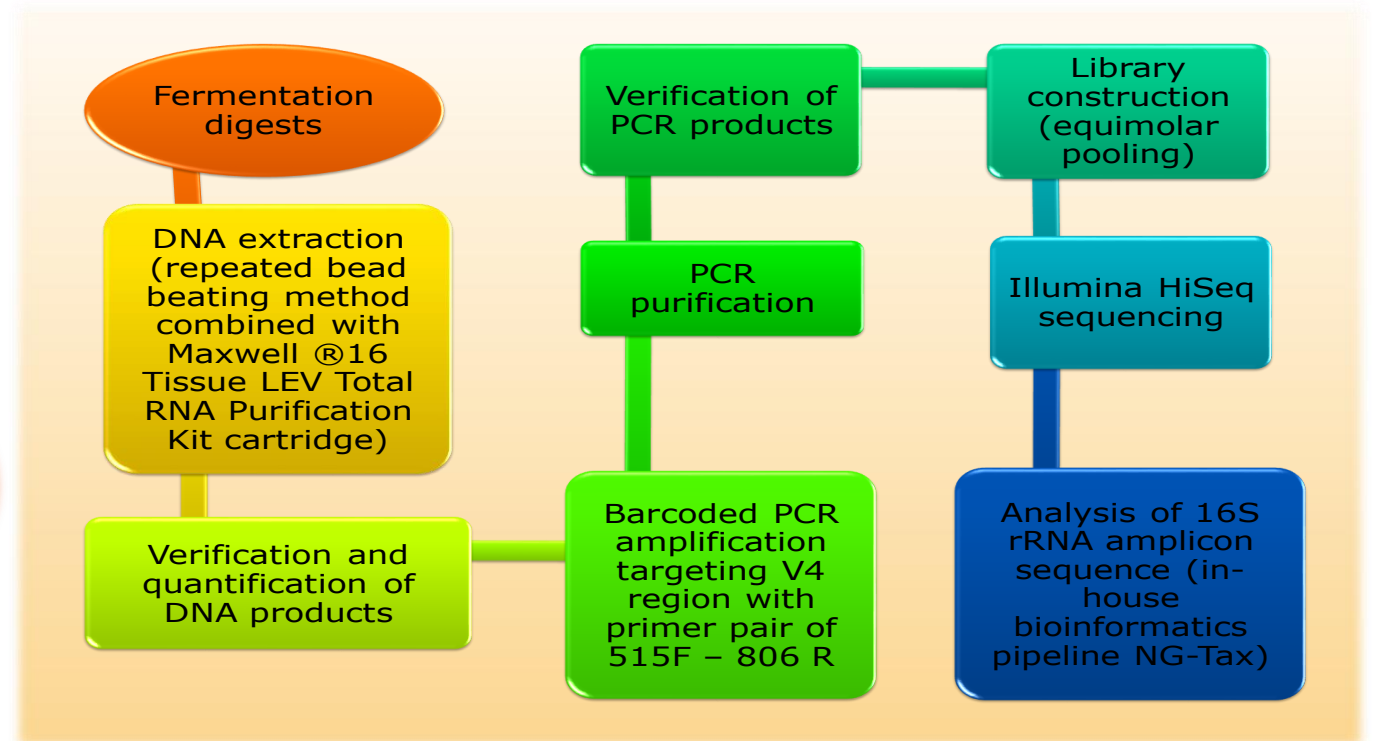 Fermentation
digests
DNA extraction
(repeated bead
beating method
combined with
Maxwell ®16
Tissue LEV Total
RNA Purification
Kit cartridge)
Verification and
quantification of
DNA products
Barcoded PCR
amplification
targeting V4
region with
primer pair of
515F – 806 R
PCR
purification
Verification of
PCR products
Library
construction
(equimolar
pooling)
Illumina HiSeq
sequencing
Analysis of 16S
rRNA amplicon
sequence (in-
house
bioinformatics
pipeline NG-Tax)